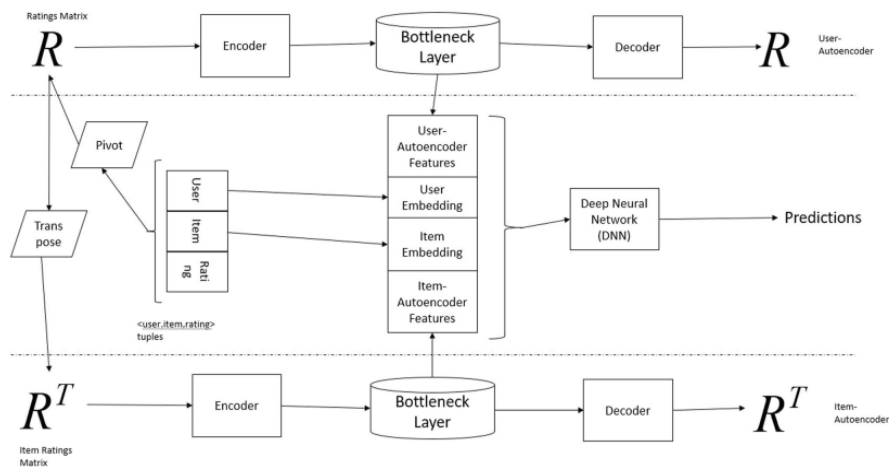 Ratings Matrix
R
Encoder
Bottleneck
Layer
Decoder
R
User-
Autoencoder
Pivot
Trans
pose
User
Item
Rati
ng
<user,item,rating>
tuples
User-
Autoencoder
Features
User
Embedding
Item
Embedding
Item-
Autoencoder
Features
Deep Neural
Network
(DNN)
Predictions
R^T
Item Ratings
Matrix
Encoder
Bottleneck
Layer
Decoder
R^T
Item-
Autoencoder